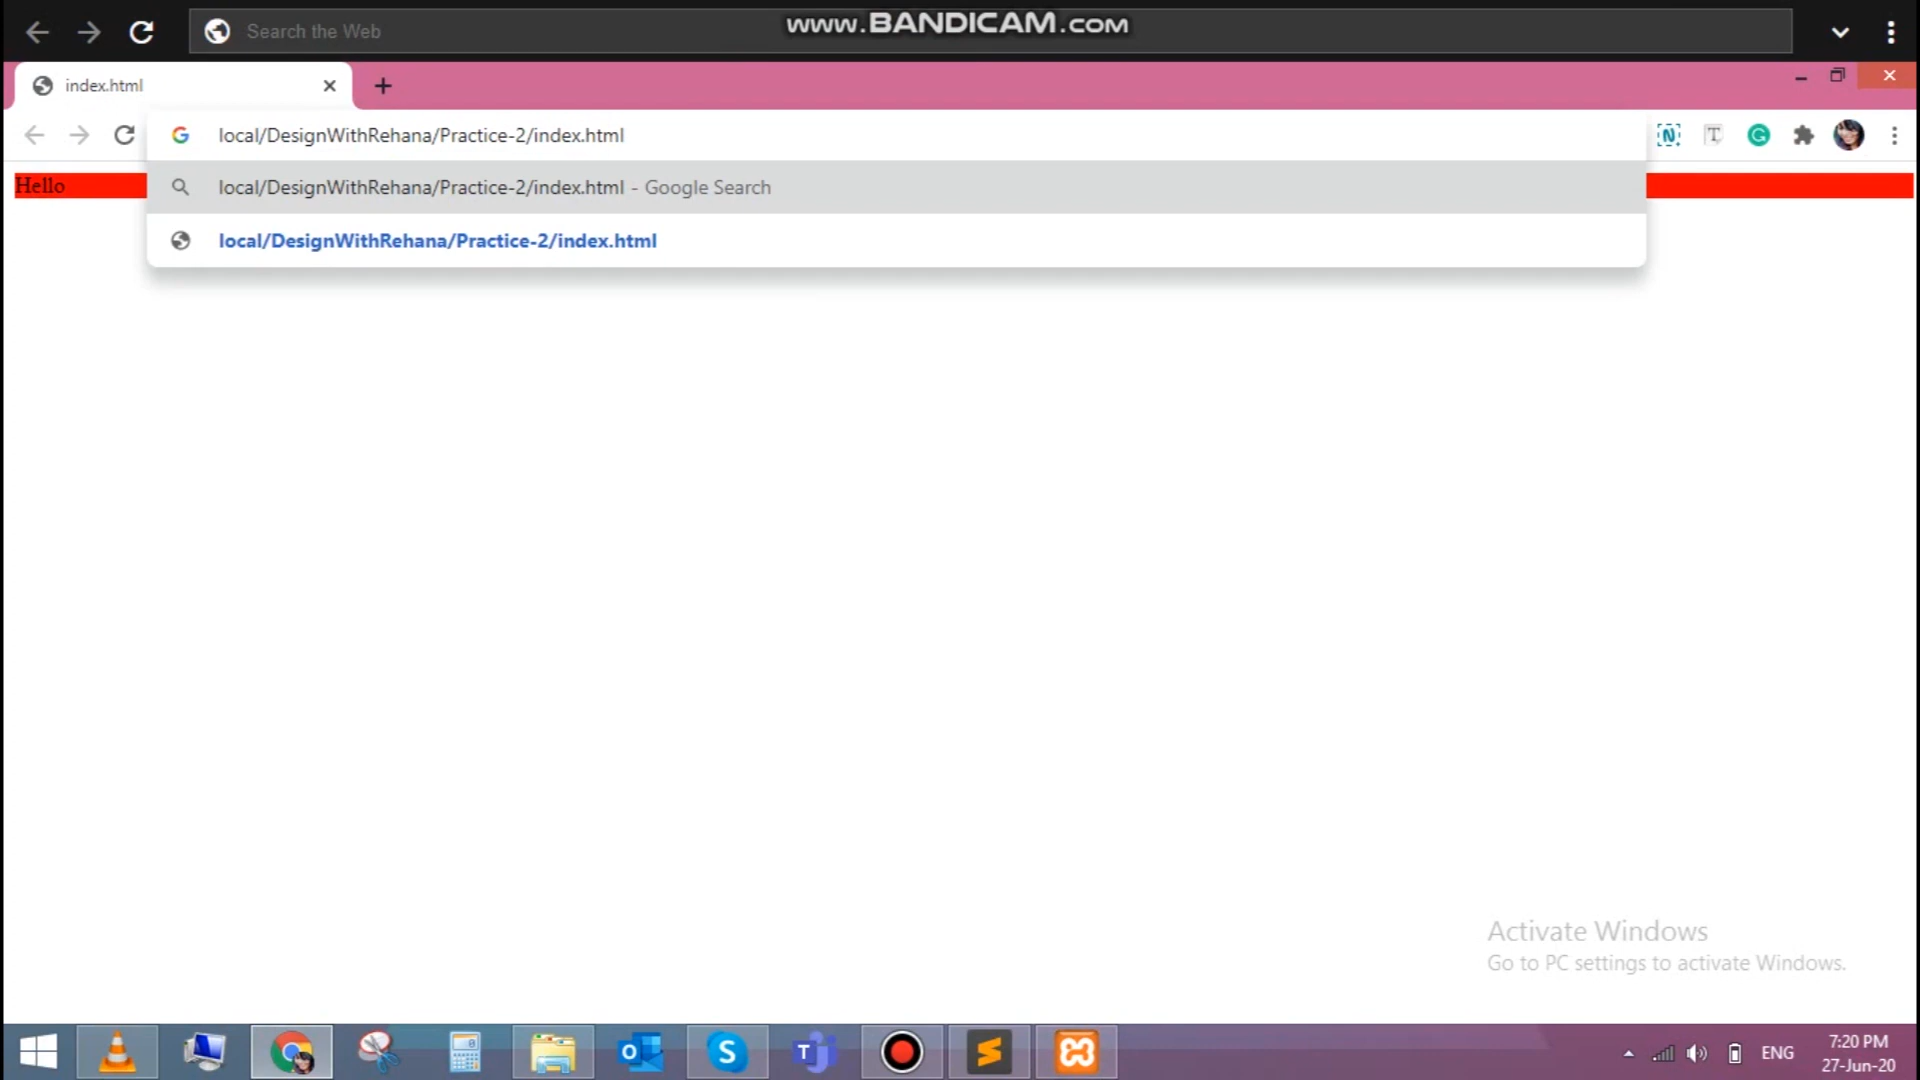 Search the Web
www.BANDICAM.com
index.html
local/DesignWithRehana/Practice-2/index.html
Hello
local/DesignWithRehana/Practice-2/index.html - Google Search
local/DesignWithRehana/Practice-2/index.html
Activate Windows
Go to PC settings to activate Windows.
ENG
7:20 PM
27-Jun-20